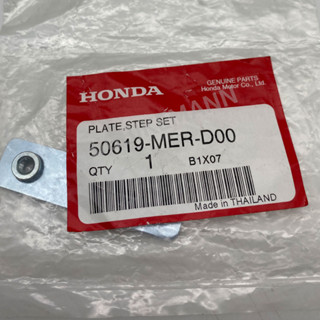 GENUINE PARTS
HONDA
Honda Motor Co., Ltd.
PLATE,STEP SET
50619-MER-D00
QTY 1 B1X07
Made in THAILAND